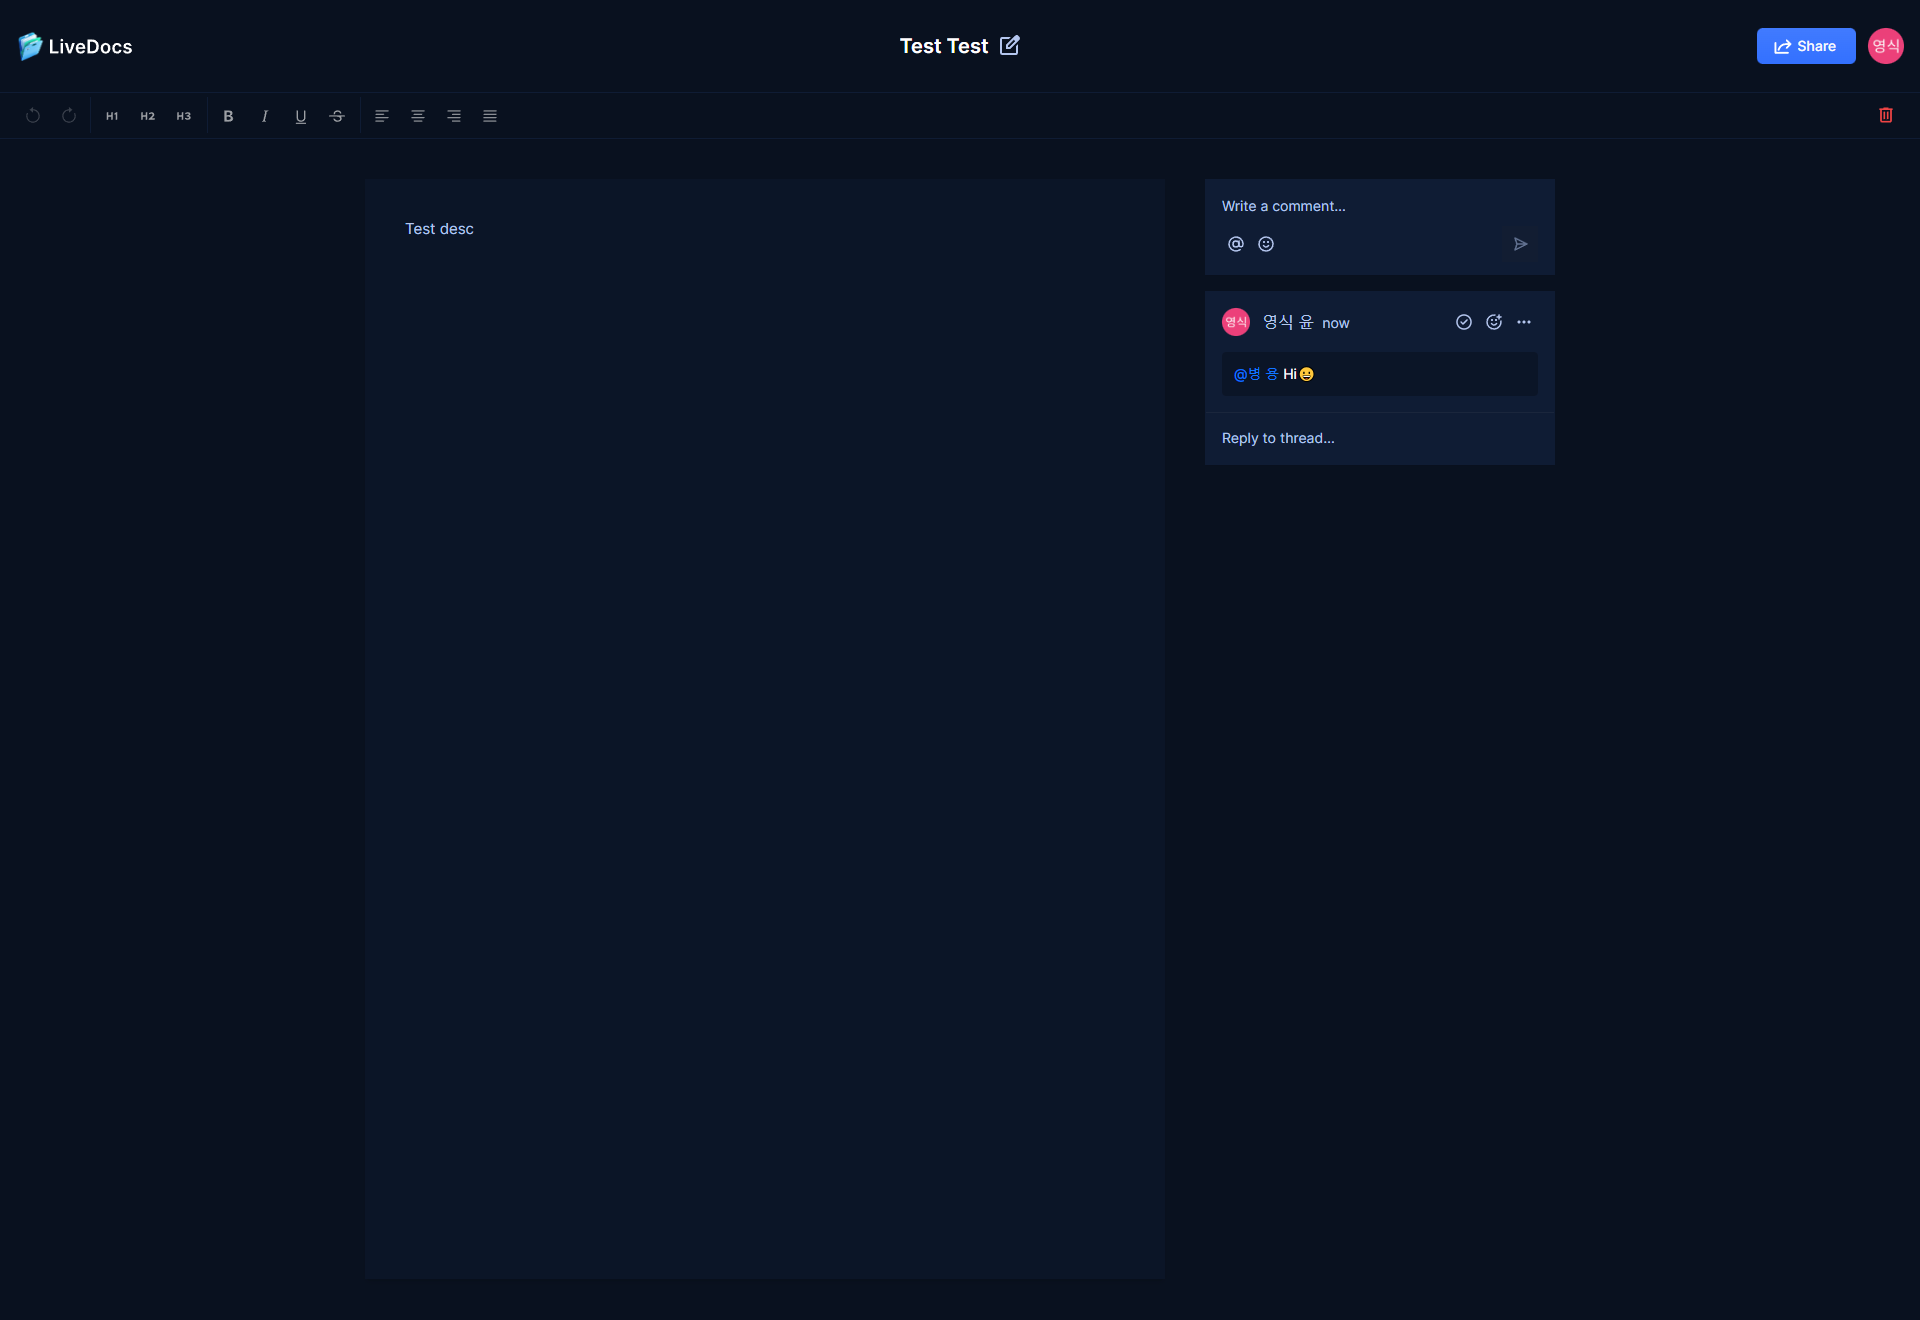 LiveDocs
Test Test
Share
영식
H1 H2 H3 B I U S
Test desc
Write a comment…
영식
영식 윤 now
@병 용 Hi😀
Reply to thread…